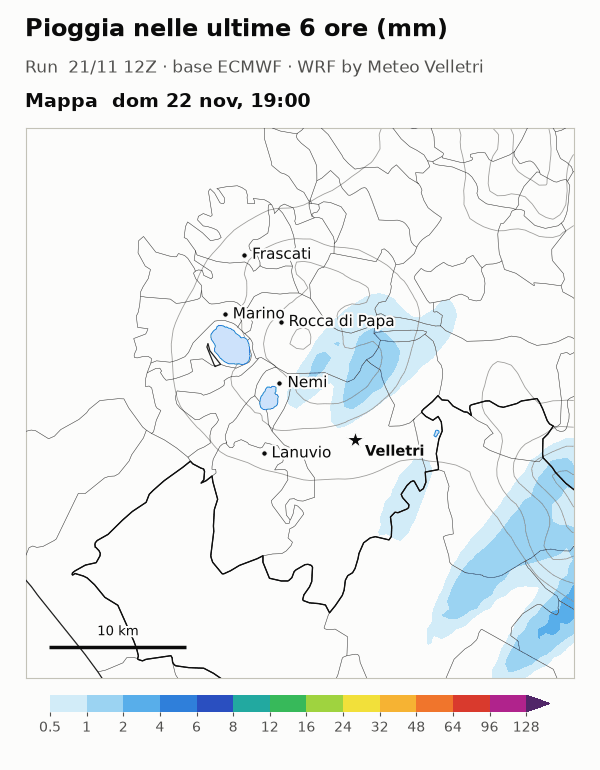 Pioggia nelle ultime 6 ore (mm)
Run  21/11 12Z · base ECMWF · WRF by Meteo Velletri
Mappa  dom 22 nov, 19:00
Frascati
Marino
Rocca di Papa
Nemi
Velletri
Lanuvio
10 km
0.5 1 2 4 6 8 12 16 24 32 48 64 96 128